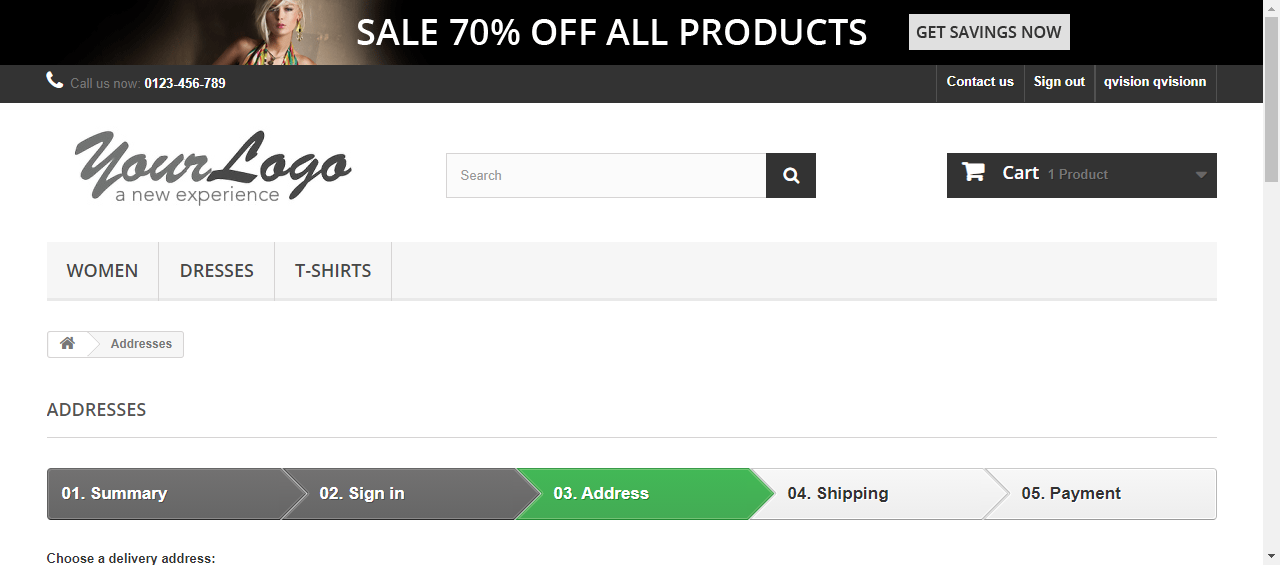 SALE 70% OFF ALL PRODUCTS GET SAVINGS NOW
Call us now: 0123-456-789 Contact us Sign out qvision qvisionn
YourLogo
a new experience
Search
Cart 1 Product
WOMEN DRESSES T-SHIRTS
Addresses
ADDRESSES
01. Summary 02. Sign in 03. Address 04. Shipping 05. Payment
Choose a delivery address: